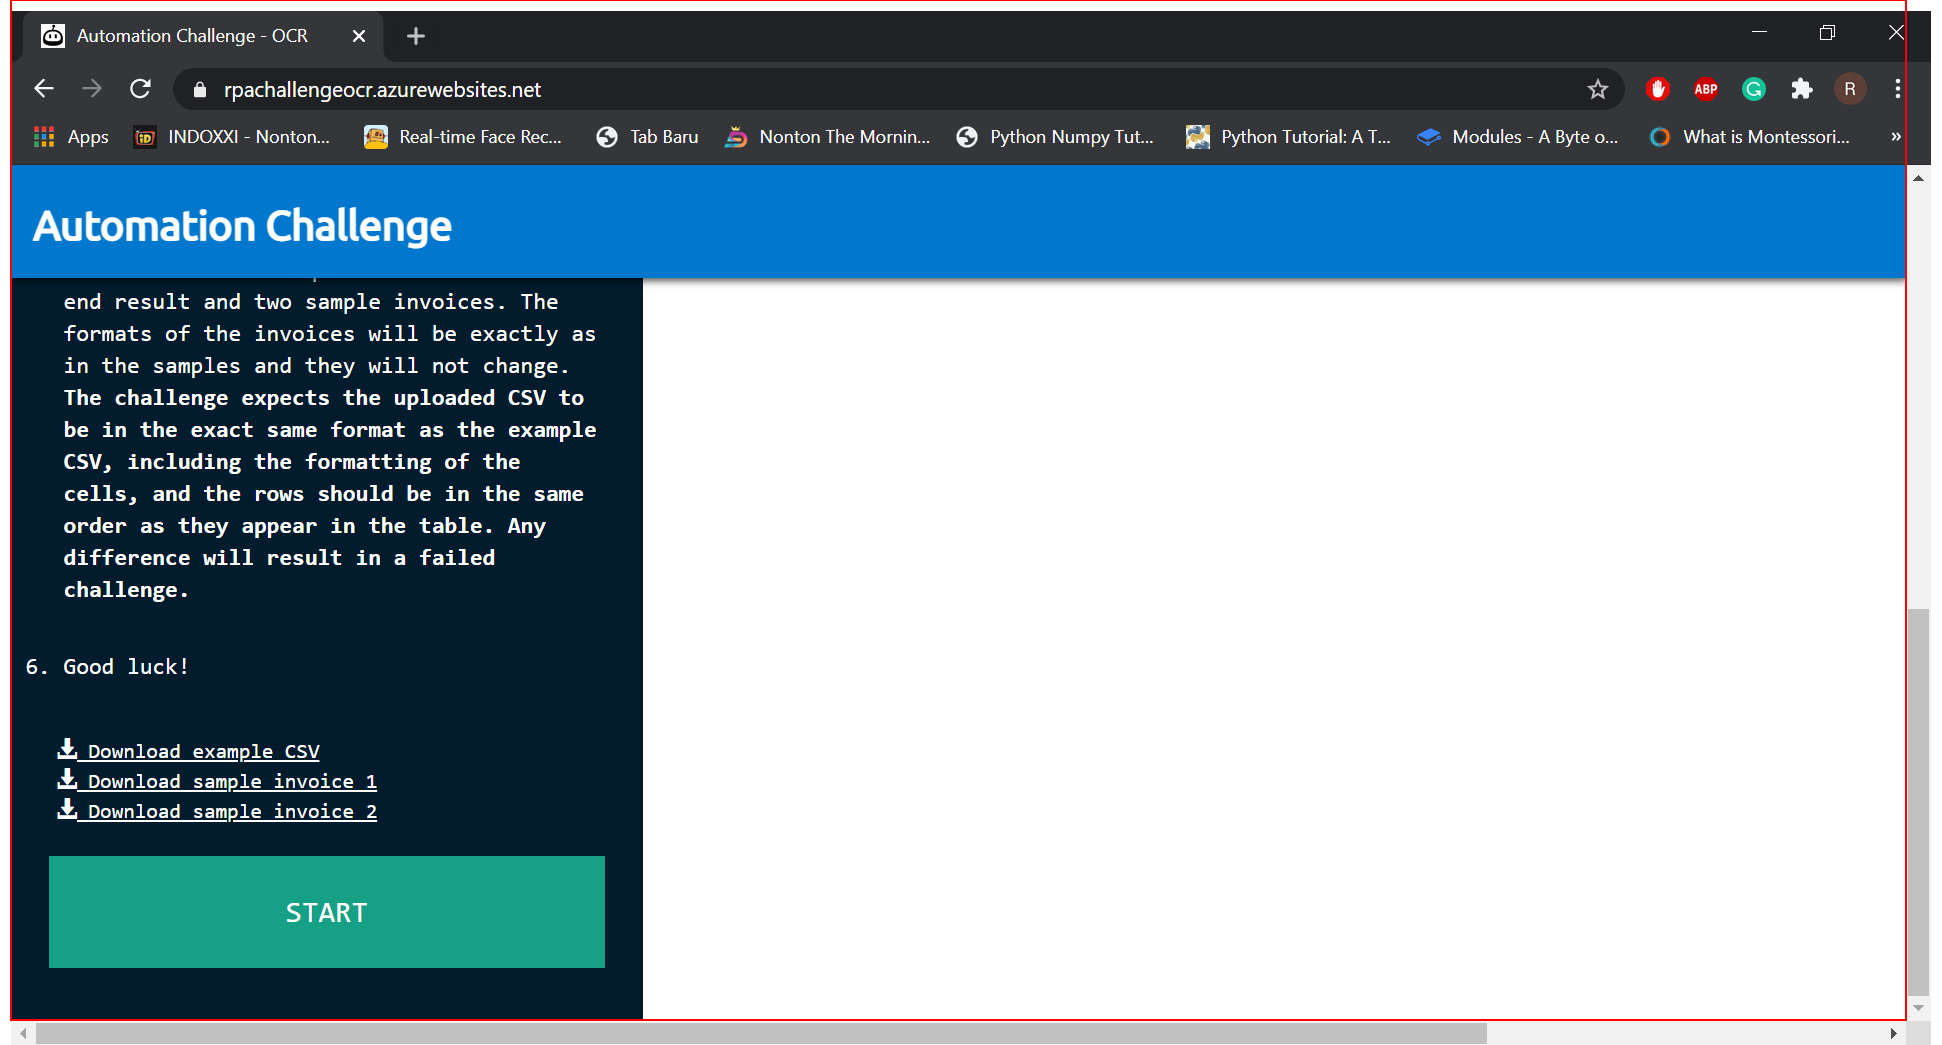 Automation Challenge - OCR
rpachallengeocr.azurewebsites.net
ABP
R
Apps
INDOXXI - Nonton...
Real-time Face Rec...
Tab Baru
Nonton The Mornin...
Python Numpy Tut...
Python Tutorial: A T...
Modules - A Byte o...
What is Montessori...
»
Automation Challenge
end result and two sample invoices. The
formats of the invoices will be exactly as
in the samples and they will not change.
The challenge expects the uploaded CSV to
be in the exact same format as the example
CSV, including the formatting of the
cells, and the rows should be in the same
order as they appear in the table. Any
difference will result in a failed
challenge.
6. Good luck!
Download example CSV
Download sample invoice 1
Download sample invoice 2
START